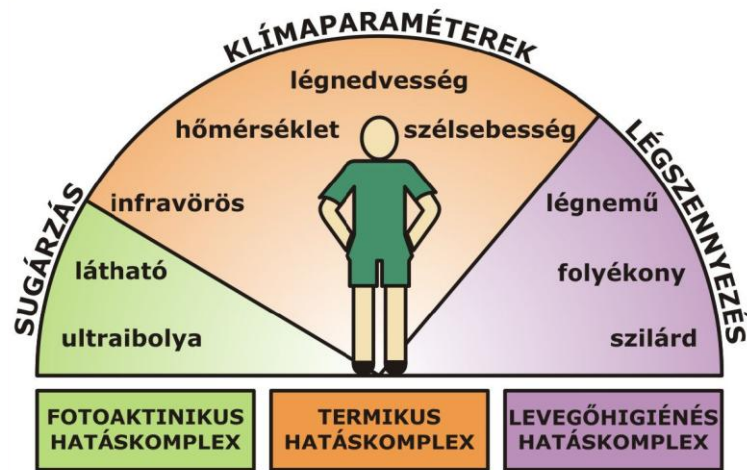 KLÍMAPARAMÉTEREK
SUGÁRZÁS
LÉGSZENNYEZÉS
légnedvesség
hőmérséklet
szélsebesség
infravörös
légnemű
látható
folyékony
ultraibolya
szilárd
FOTOAKTINIKUS
HATÁSKOMPLEX
TERMIKUS
HATÁSKOMPLEX
LEVEGŐHIGIÉNÉS
HATÁSKOMPLEX